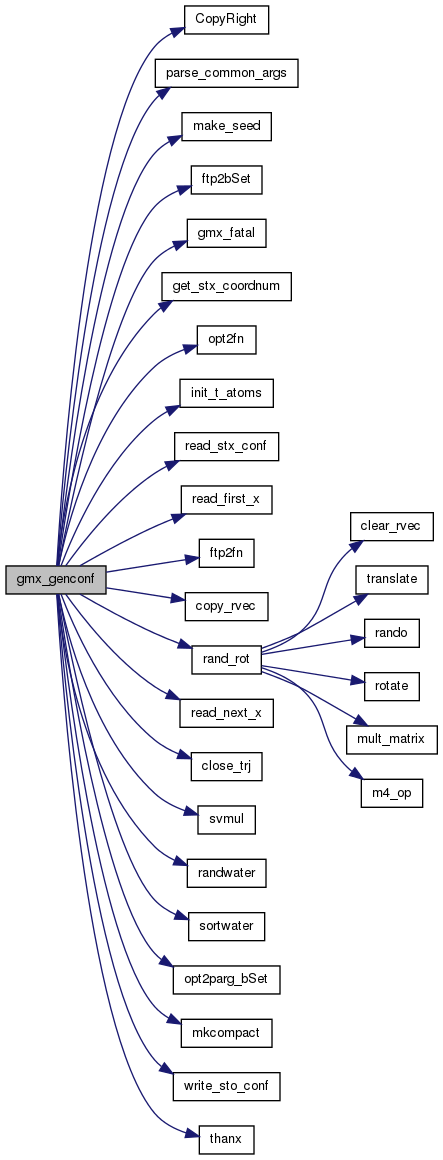 CopyRight
parse_common_args
make_seed
ftp2bSet
gmx_fatal
get_stx_coordnum
opt2fn
init_t_atoms
read_stx_conf
read_first_x
ftp2fn
copy_rvec
gmx_genconf
rand_rot
clear_rvec
translate
rando
rotate
mult_matrix
m4_op
read_next_x
close_trj
svmul
randwater
sortwater
opt2parg_bSet
mkcompact
write_sto_conf
thanx